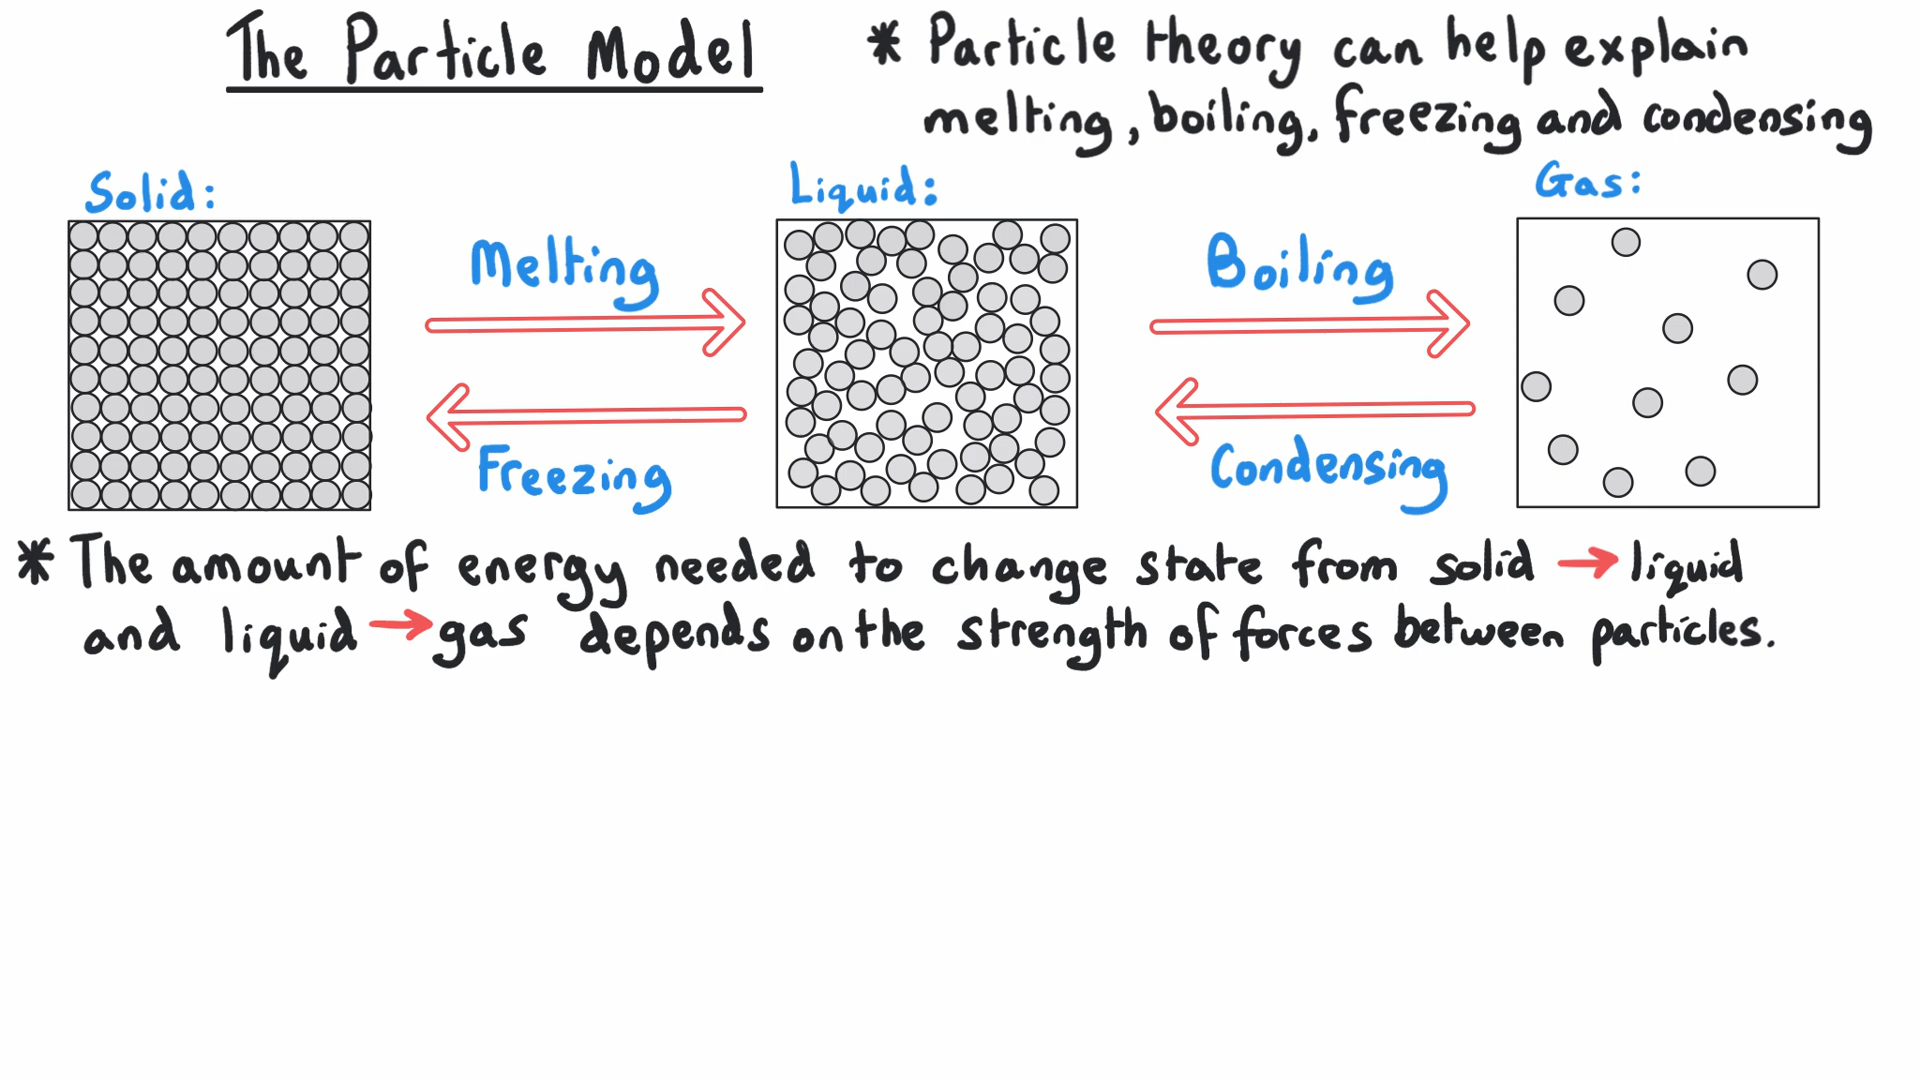 The Particle Model
* Particle theory can help explain
melting, boiling, freezing and condensing
Solid:
Liquid:
Gas:
Melting
Boiling
Freezing
Condensing
* The amount of energy needed to change state from solid → liquid
and liquid → gas depends on the strength of forces between particles.